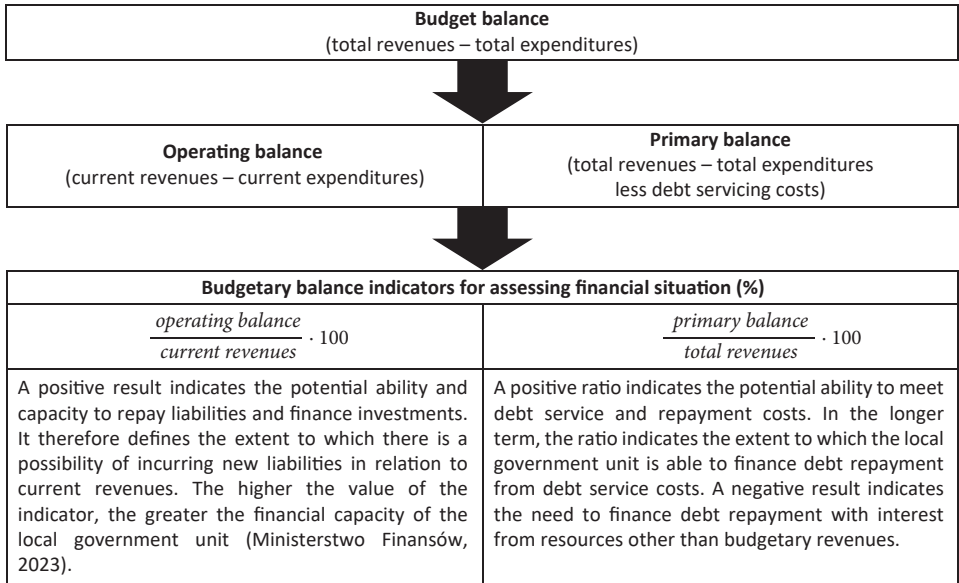 Budget balance
(total revenues – total expenditures)
Operating balance
(current revenues – current expenditures)
Primary balance
(total revenues – total expenditures
less debt servicing costs)
Budgetary balance indicators for assessing financial situation (%)
operating balance
current revenues
· 100
primary balance
total revenues
· 100
A positive result indicates the potential ability and
capacity to repay liabilities and finance investments.
It therefore defines the extent to which there is a
possibility of incurring new liabilities in relation to
current revenues. The higher the value of the
indicator, the greater the financial capacity of the
local government unit (Ministerstwo Finansów,
2023).
A positive ratio indicates the potential ability to meet
debt service and repayment costs. In the longer
term, the ratio indicates the extent to which the local
government unit is able to finance debt repayment
from debt service costs. A negative result indicates
the need to finance debt repayment with interest
from resources other than budgetary revenues.